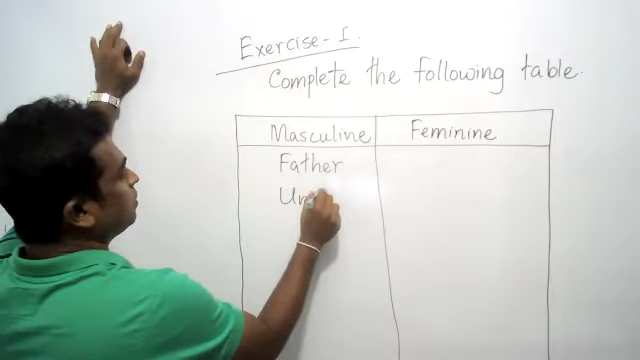 Exercise - I.
Complete the following table.
Masculine Feminine
Father
Un